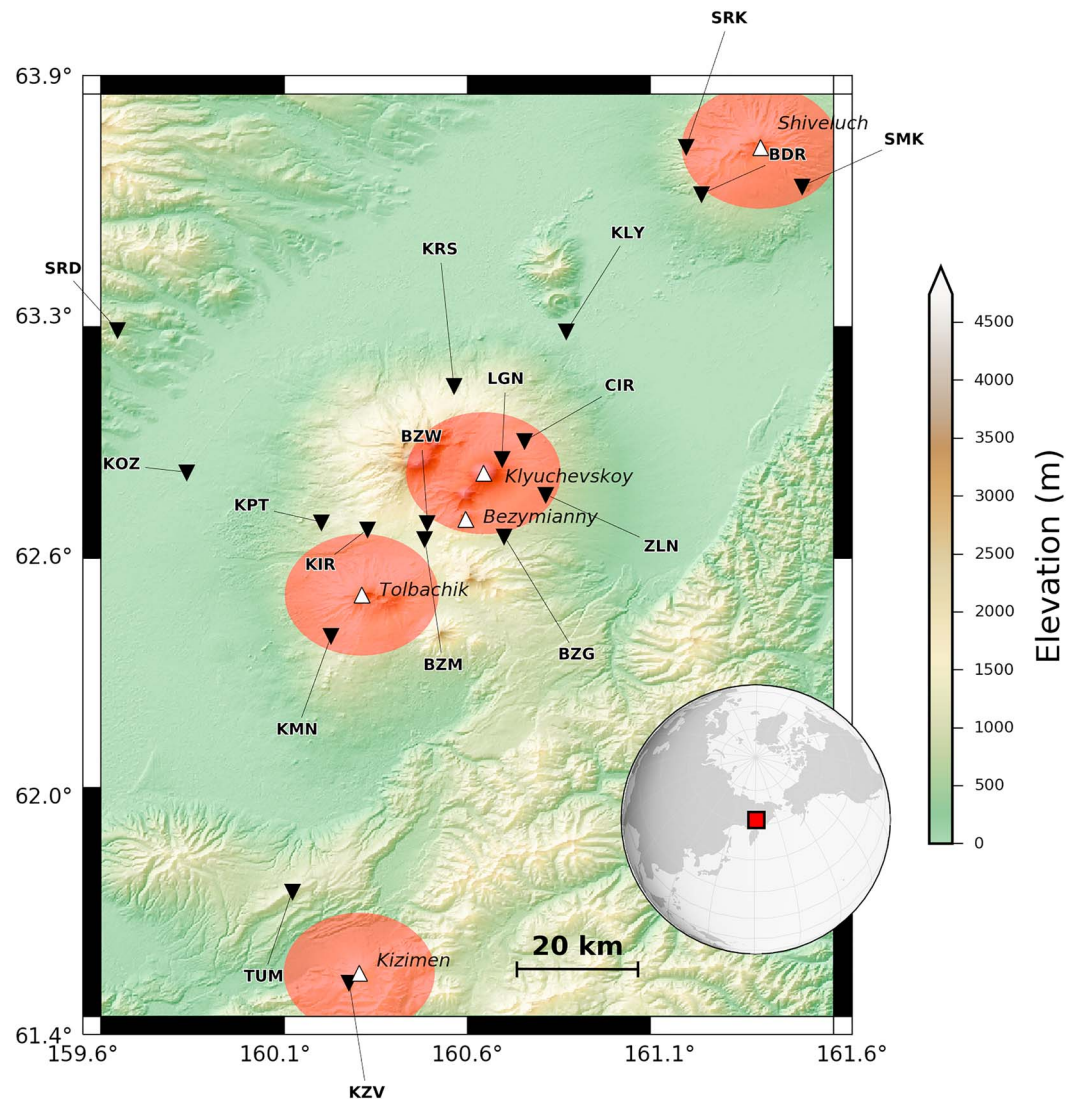 SRK
63.9°
Shiveluch
SMK
BDR
KLY
KRS
SRD
63.3°
4500
LGN
4000
CIR
BZW
3500
KOZ
Klyuchevskoy
3000
KPT
Bezymianny
ZLN
62.6°
KIR
2500
Tolbachik
2000
BZG
BZM
1500
KMN
1000
62.0°
500
0
Elevation (m)
20 km
Kizimen
TUM
61.4°
159.6°
160.1°
160.6°
161.1°
161.6°
KZV